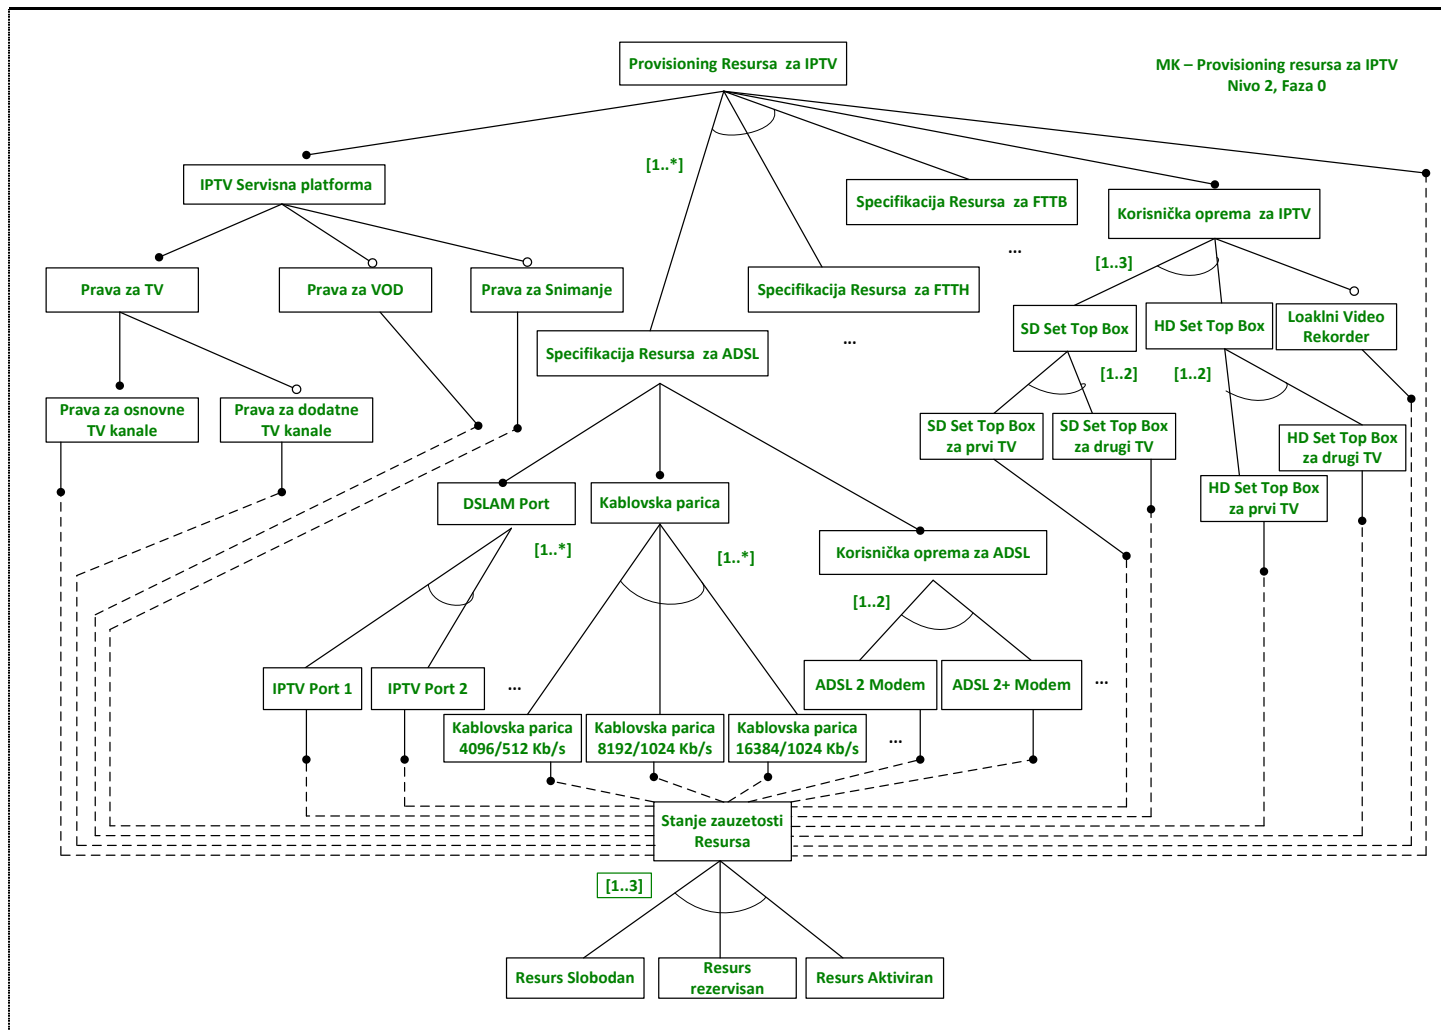 Provisioning Resursa za IPTV
MK – Provisioning resursa za IPTV
Nivo 2, Faza 0
[1..*]
IPTV Servisna platforma
Specifikacija Resursa za FTTB
Korisnička oprema za IPTV
...
[1..3]
Prava za TV
Prava za VOD
Prava za Snimanje
Specifikacija Resursa za FTTH
SD Set Top Box
HD Set Top Box
Loaklni Video
Rekorder
...
Specifikacija Resursa za ADSL
[1..2]
[1..2]
Prava za osnovne
TV kanale
Prava za dodatne
TV kanale
SD Set Top Box
za prvi TV
SD Set Top Box
za drugi TV
HD Set Top Box
za drugi TV
HD Set Top Box
za prvi TV
DSLAM Port
Kablovska parica
[1..*]
[1..*]
Korisnička oprema za ADSL
[1..2]
IPTV Port 1
IPTV Port 2
...
ADSL 2 Modem
ADSL 2+ Modem
...
Kablovska parica
4096/512 Kb/s
Kablovska parica
8192/1024 Kb/s
Kablovska parica
16384/1024 Kb/s
...
Stanje zauzetosti
Resursa
[1..3]
Resurs Slobodan
Resurs
rezervisan
Resurs Aktiviran